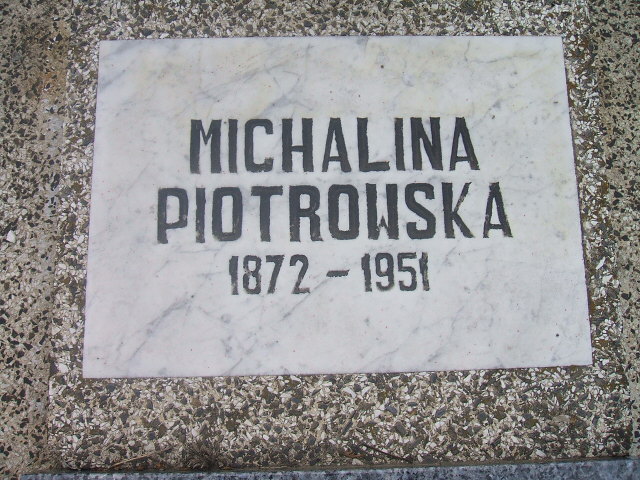 MICHALINA
PIOTROWSKA
1872 - 1951